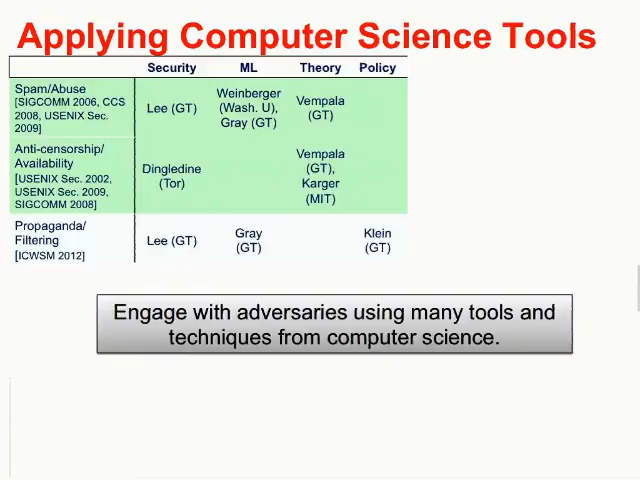 Applying Computer Science Tools
Security ML Theory Policy
Spam/Abuse
[SIGCOMM 2006, CCS
2008, USENIX Sec.
2009]
Lee (GT)
Weinberger
(Wash. U),
Gray (GT)
Vempala
(GT)
Anti-censorship/
Availability
[USENIX Sec. 2002,
USENIX Sec. 2009,
SIGCOMM 2008]
Dingledine
(Tor)
Vempala
(GT),
Karger
(MIT)
Propaganda/
Filtering
[ICWSM 2012]
Lee (GT)
Gray
(GT)
Klein
(GT)
Engage with adversaries using many tools and
techniques from computer science.